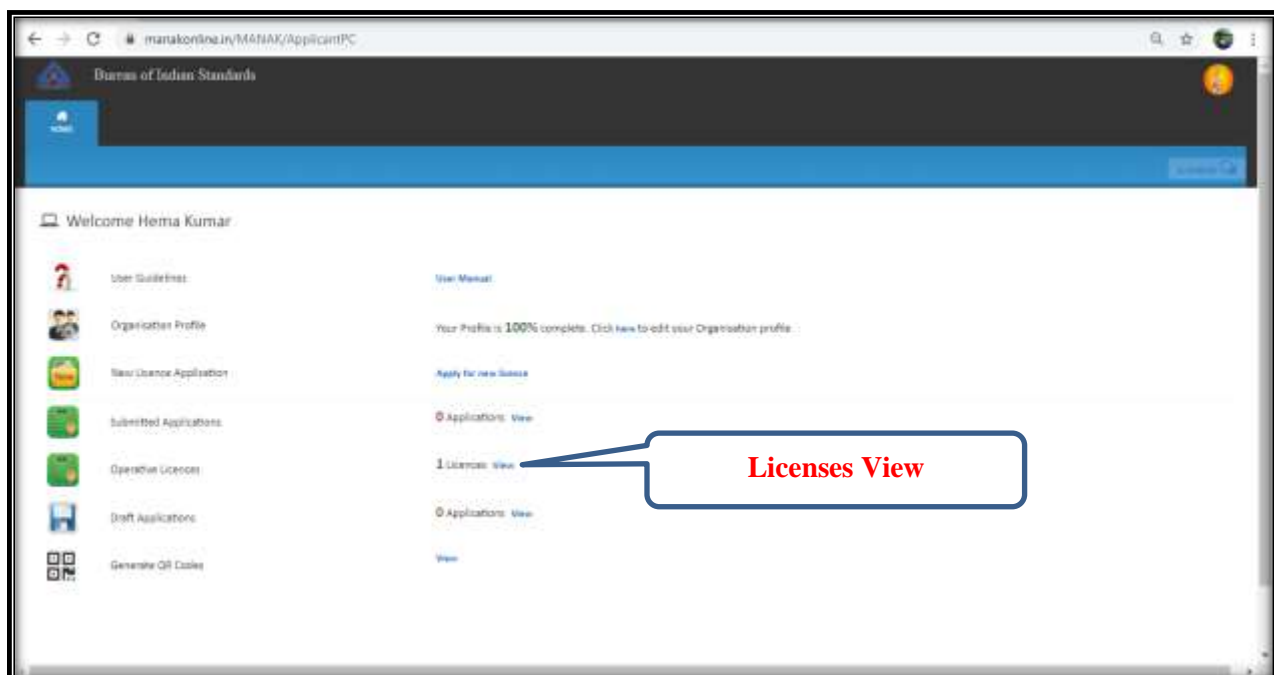 manakonline.in/MANAK/ApplicantPC
Bureau of Indian Standards
HOME
Welcome Hema Kumar
User Guidelines
User Manual
Organisation Profile
Your Profile is 100% complete. Click here to edit your Organisation profile
New Licence Application
Apply for new licence
Submitted Applications
0 Applications View
Operative Licences
1 Licences View
Licenses View
Draft Applications
0 Applications View
Generate QR Codes
View